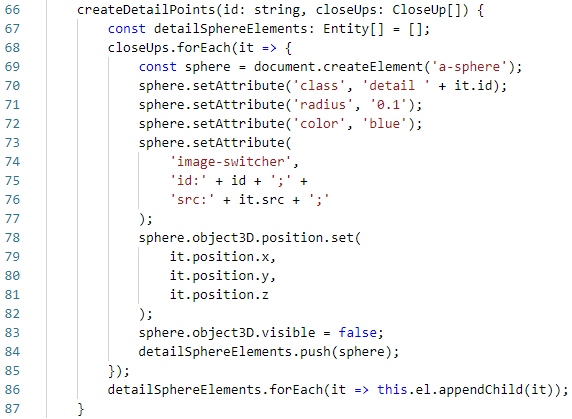 66 createDetailPoints(id: string, closeUps: CloseUp[]) {
67 const detailSphereElements: Entity[] = [];
68 closeUps.forEach(it => {
69 const sphere = document.createElement('a-sphere');
70 sphere.setAttribute('class', 'detail ' + it.id);
71 sphere.setAttribute('radius', '0.1');
72 sphere.setAttribute('color', 'blue');
73 sphere.setAttribute(
74 'image-switcher',
75 'id:' + id + ';' +
76 'src:' + it.src + ';'
77 );
78 sphere.object3D.position.set(
79 it.position.x,
80 it.position.y,
81 it.position.z
82 );
83 sphere.object3D.visible = false;
84 detailSphereElements.push(sphere);
85 });
86 detailSphereElements.forEach(it => this.el.appendChild(it));
87 }